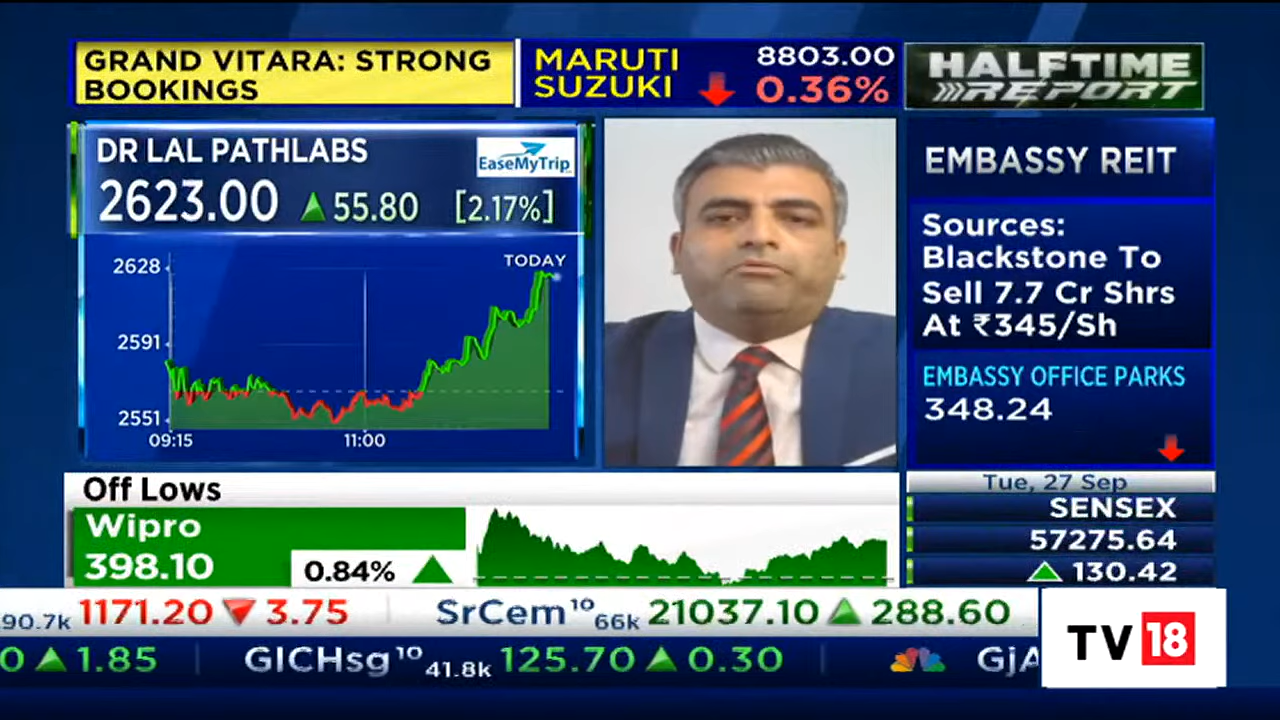 GRAND VITARA: STRONG
BOOKINGS
MARUTI
SUZUKI
8803.00
0.36%
HALFTIME
REPORT
DR LAL PATHLABS
EaseMyTrip
2623.00 ▲ 55.80 [2.17%]
TODAY
2628
2591
2551
09:15
11:00
EMBASSY REIT
Sources:
Blackstone To
Sell 7.7 Cr Shrs
At ₹345/Sh
EMBASSY OFFICE PARKS
348.24
Tue, 27 Sep
SENSEX
57275.64
▲ 130.42
Off Lows
Wipro
398.10
0.84% ▲
90.7k 1171.20 ▼ 3.75 SrCem 10 66k 21037.10 ▲ 288.60
0 ▲ 1.85 GICHsg 10 41.8k 125.70 ▲ 0.30 GjA
TV 18